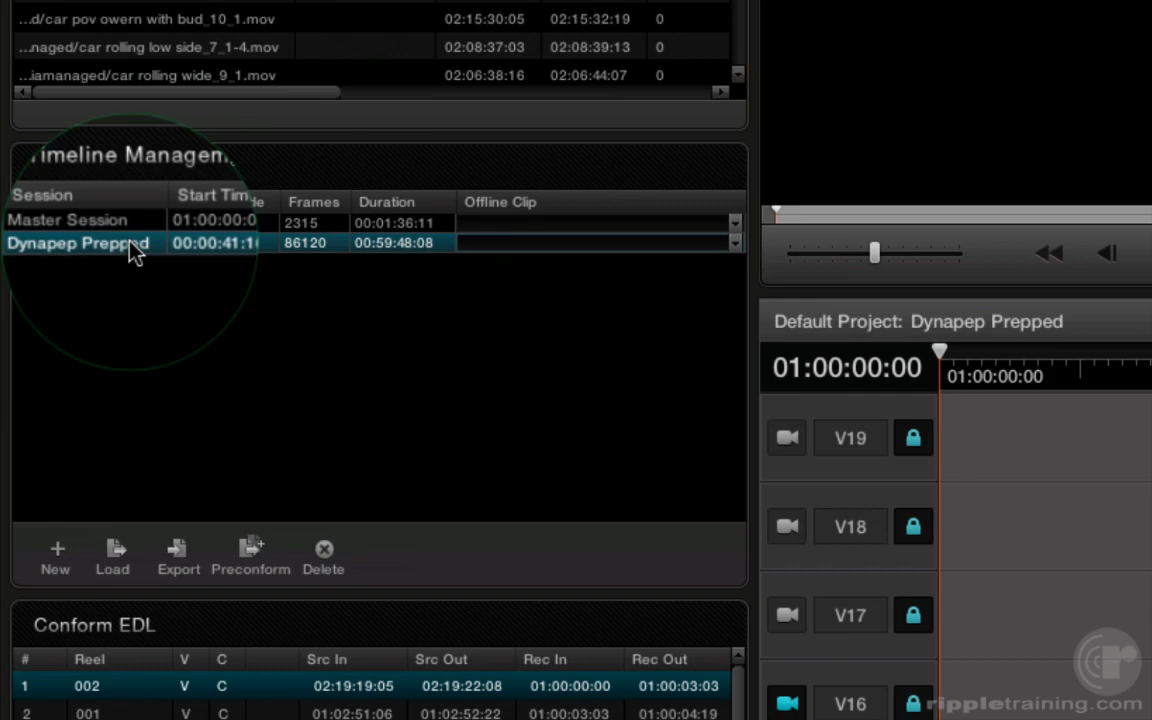 ...d/car pov owern with bud_10_1.mov 02:15:30:05 02:15:32:19 0
...naged/car rolling low side_7_1-4.mov 02:08:37:03 02:08:39:13 0
...iamanaged/car rolling wide_9_1.mov 02:06:38:16 02:06:44:07 0
Timeline Managem
Session Start Tim de Frames Duration Offline Clip
Master Session 01:00:00:0 2315 00:01:36:11
Dynapep Prepped 00:00:41:1 86120 00:59:48:08
Default Project: Dynapep Prepped
01:00:00:00 01:00:00:00
V19
V18
New Load Export Preconform Delete
V17
Conform EDL
# Reel V C Src In Src Out Rec In Rec Out
1 002 V C 02:19:19:05 02:19:22:08 01:00:00:00 01:00:03:03
V16
2 001 V C 01:02:51:06 01:02:52:22 01:00:03:03 01:00:04:19
rippletraining.com